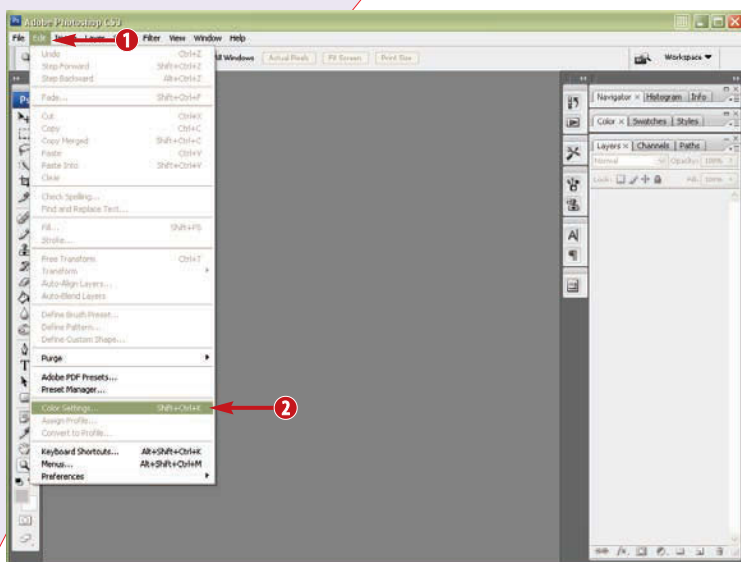 Adobe Photoshop CS3
File Edit Layer Filter View Window Help
1
All Windows Actual Pixels Fit Screen Print Size Workspace
Undo Ctrl+Z
Step Forward Shift+Ctrl+Z
Step Backward Alt+Ctrl+Z
Fade... Shift+Ctrl+F
Cut Ctrl+X
Copy Ctrl+C
Copy Merged Shift+Ctrl+C
Paste Ctrl+V
Paste Into Shift+Ctrl+V
Clear
Check Spelling...
Find and Replace Text...
Fill... Shift+F5
Stroke...
Free Transform Ctrl+T
Transform
Auto-Align Layers...
Auto-Blend Layers
Define Brush Preset...
Define Pattern...
Define Custom Shape...
Purge
Adobe PDF Presets...
Preset Manager...
Color Settings... Shift+Ctrl+K
2
Assign Profile...
Convert to Profile...
Keyboard Shortcuts... Alt+Shift+Ctrl+K
Menus... Alt+Shift+Ctrl+M
Preferences
Ps
T
A
Navigator × Histogram Info
Color × Swatches Styles
Layers × Channels Paths
Normal Opacity: 100%
Lock: Fill: 100%
fx